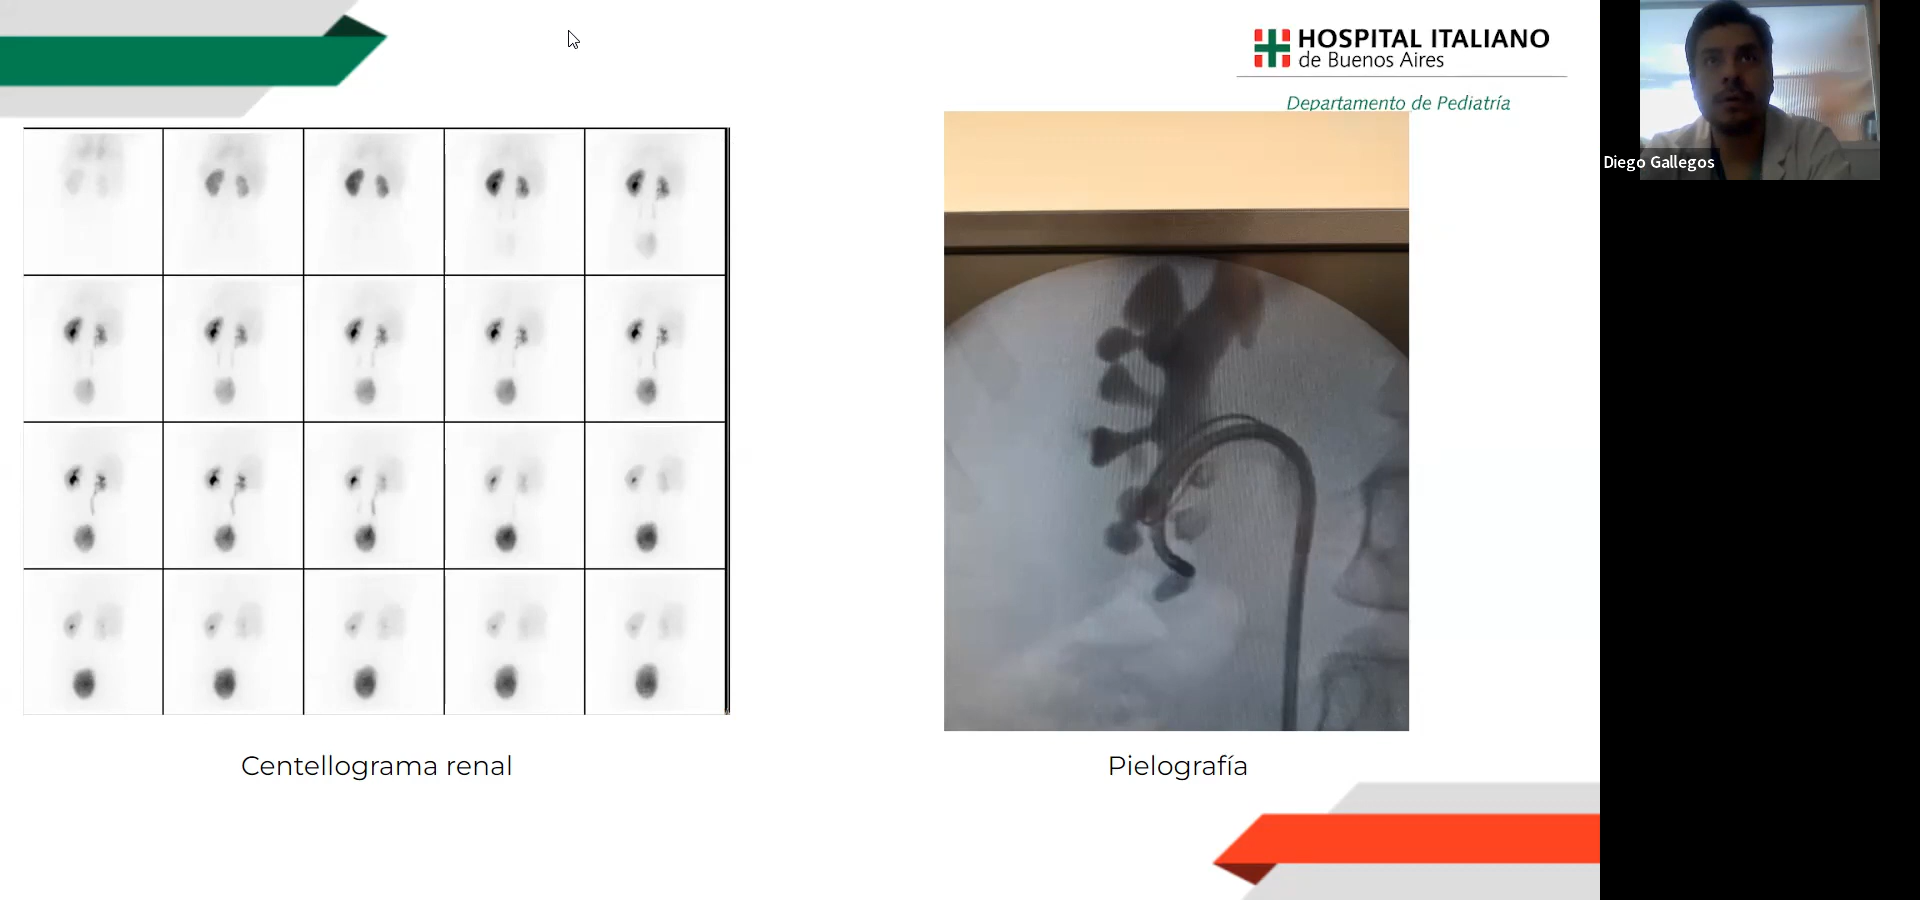 HOSPITAL ITALIANO
de Buenos Aires
Departamento de Pediatría
Diego Gallegos
Centellograma renal
Pielografía